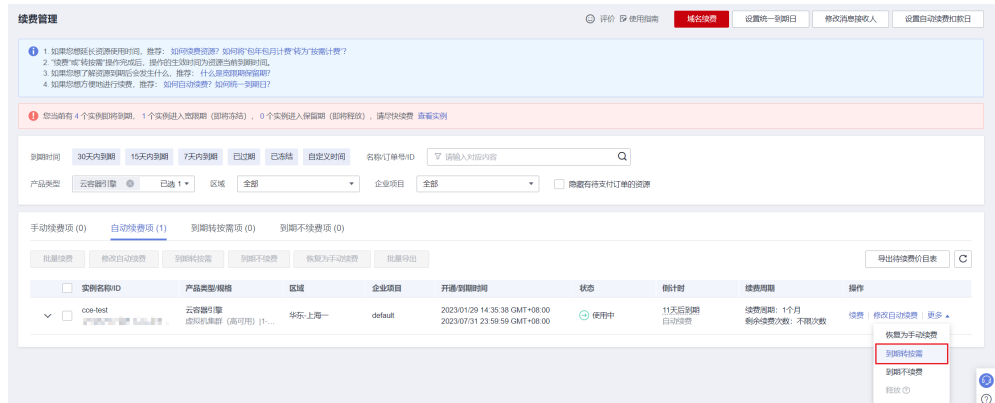 续费管理
评价 使用指南 域名续费 设置统一到期日 修改消息接收人 设置自动续费扣款日
1. 如果您想延长资源使用时间，推荐： 如何续费资源? 如何将"包年包月计费"转为"按需计费"?
2. "续费"或"转按需"操作完成后，操作的生效时间为资源当前到期时间。
3. 如果您想了解资源到期后会发生什么，推荐： 什么是宽限期保留期?
4. 如果您想方便地进行续费，推荐： 如何自动续费? 如何统一到期日?
您当前有 4 个实例即将到期， 1 个实例进入宽限期（即将冻结）， 0 个实例进入保留期（即将释放），请尽快续费 查看实例
到期时间 30天内到期 15天内到期 7天内到期 已过期 已冻结 自定义时间 名称/订单号/ID 请输入对应内容
产品类型 云容器引擎 已选 1 区域 全部 企业项目 全部 隐藏有待支付订单的资源
手动续费项 (0) 自动续费项 (1) 到期转按需项 (0) 到期不续费项 (0)
批量续费 修改自动续费 到期转按需 到期不续费 恢复为手动续费 批量导出 导出待续费价目表
实例名称/ID 产品类型/规格 区域 企业项目 开通/到期时间 状态 倒计时 续费周期 操作
cce-test 云容器引擎 华东-上海一 default 2023/01/29 14:35:38 GMT+08:00 使用中 11天后到期 续费周期：1个月 续费 修改自动续费 更多
虚拟机集群（高可用）|1-... 2023/07/31 23:59:59 GMT+08:00 自动续费 剩余续费次数：不限次数
恢复为手动续费
到期转按需
到期不续费
释放